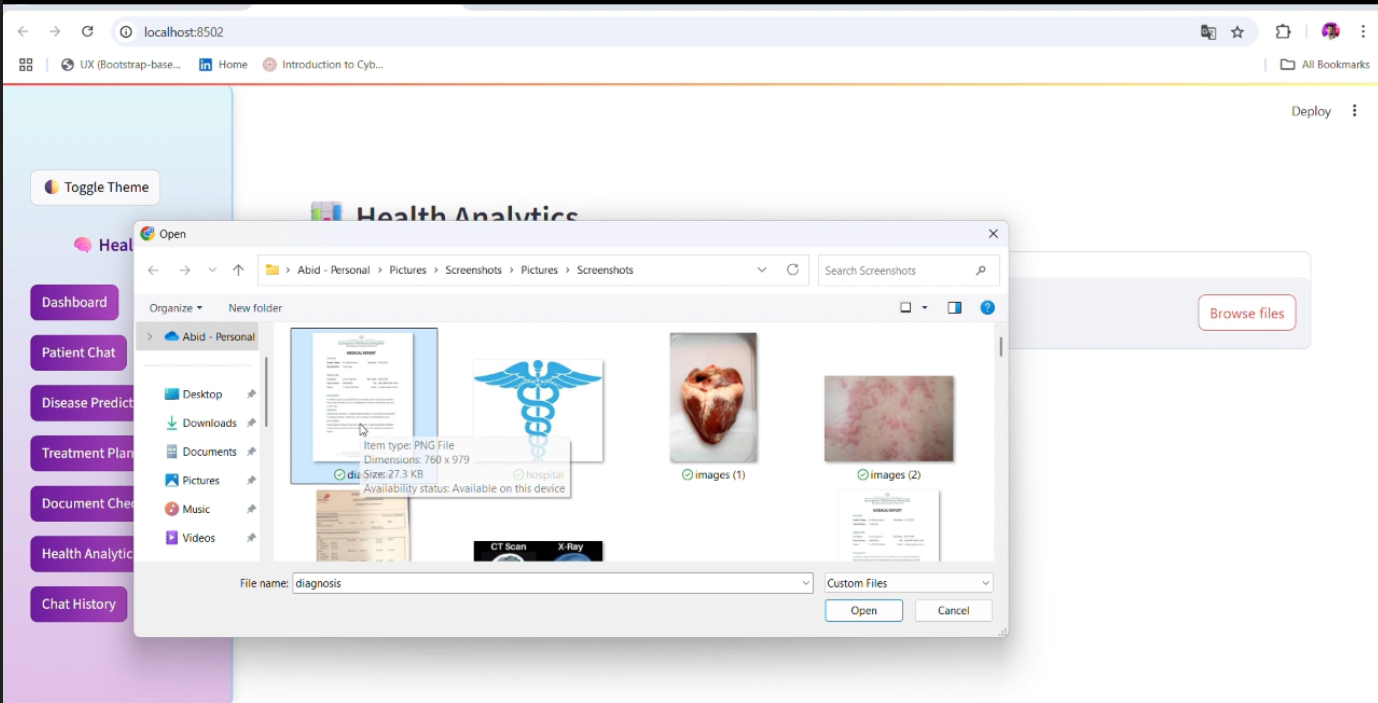 localhost:8502
UX (Bootstrap-base...
Home
Introduction to Cyb...
All Bookmarks
Deploy
Toggle Theme
Health Analytics
Heal
Open
Abid - Personal > Pictures > Screenshots > Pictures > Screenshots
Search Screenshots
Organize
New folder
Dashboard
Browse files
Abid - Personal
MEDICAL REPORT
Patient Chat
Desktop
Disease Predict
Downloads
Item type: PNG File
Treatment Plan
Documents
Dimensions: 760 x 979
Size: 27.3 KB
hospital
images (1)
images (2)
Pictures
Availability status: Available on this device
Document Che
Music
MEDICAL REPORT
Videos
CT Scan
X-Ray
Health Analytic
File name:
diagnosis
Custom Files
Chat History
Open
Cancel